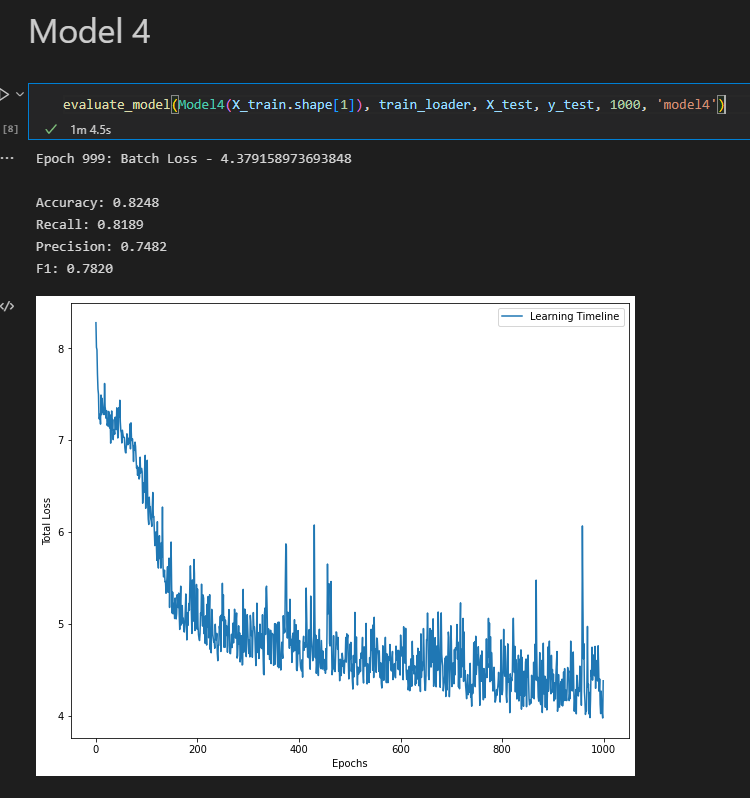 Model 4
evaluate_model(Model4(X_train.shape[1]), train_loader, X_test, y_test, 1000, 'model4')
[8]
1m 4.5s
...
Epoch 999: Batch Loss - 4.379158973693848
Accuracy: 0.8248
Recall: 0.8189
Precision: 0.7482
F1: 0.7820
</>
Learning Timeline
8
7
6
5
4
Total Loss
0 200 400 600 800 1000
Epochs